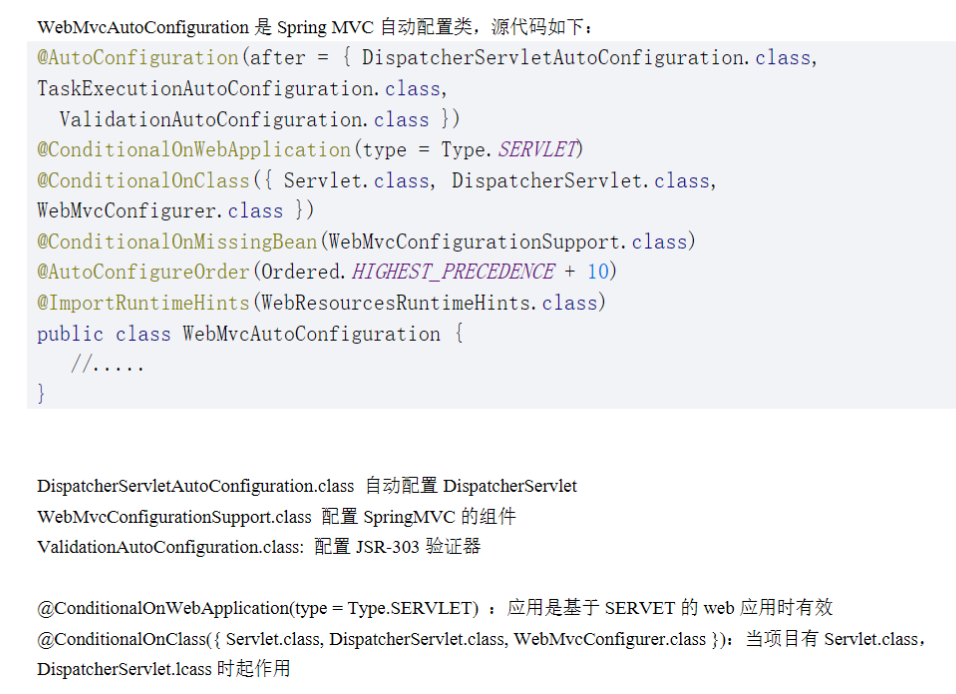 WebMvcAutoConfiguration 是 Spring MVC 自动配置类，源代码如下：
@AutoConfiguration(after = { DispatcherServletAutoConfiguration.class,
TaskExecutionAutoConfiguration.class,
ValidationAutoConfiguration.class })
@ConditionalOnWebApplication(type = Type.SERVLET)
@ConditionalOnClass({ Servlet.class, DispatcherServlet.class,
WebMvcConfigurer.class })
@ConditionalOnMissingBean(WebMvcConfigurationSupport.class)
@AutoConfigureOrder(Ordered.HIGHEST_PRECEDENCE + 10)
@ImportRuntimeHints(WebResourcesRuntimeHints.class)
public class WebMvcAutoConfiguration {
//.....
}
DispatcherServletAutoConfiguration.class 自动配置 DispatcherServlet
WebMvcConfigurationSupport.class 配置 SpringMVC 的组件
ValidationAutoConfiguration.class: 配置 JSR-303 验证器
@ConditionalOnWebApplication(type = Type.SERVLET) ：应用是基于 SERVET 的 web 应用时有效
@ConditionalOnClass({ Servlet.class, DispatcherServlet.class, WebMvcConfigurer.class })：当项目有 Servlet.class，
DispatcherServlet.lcass 时起作用